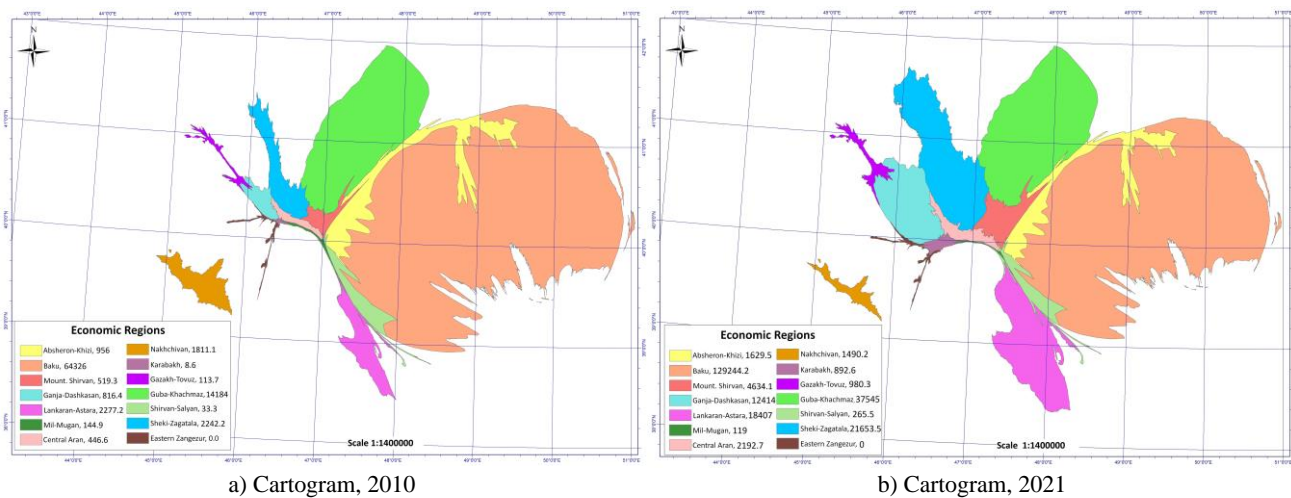 N
Economic Regions
Absheron-Khizi, 956
Baku, 64326
Mount. Shirvan, 519.3
Ganja-Dashkasan, 816.4
Lankaran-Astara, 2277.2
Mil-Mugan, 144.9
Central Aran, 446.6
Nakhchivan, 1811.1
Karabakh, 8.6
Gazakh-Tovuz, 113.7
Guba-Khachmaz, 14184
Shirvan-Salyan, 33.3
Sheki-Zagatala, 2242.2
Eastern Zangezur, 0.0
Scale 1:1400000
a) Cartogram, 2010
N
Economic Regions
Absheron-Khizi, 1629.5
Baku, 129244.2
Mount. Shirvan, 4634.1
Ganja-Dashkasan, 12414
Lankaran-Astara, 18407
Mil-Mugan, 119
Central Aran, 2192.7
Nakhchivan, 1490.2
Karabakh, 892.6
Gazakh-Tovuz, 980.3
Guba-Khachmaz, 37545
Shirvan-Salyan, 265.5
Sheki-Zagatala, 21653.5
Eastern Zangezur, 0
Scale 1:1400000
b) Cartogram, 2021